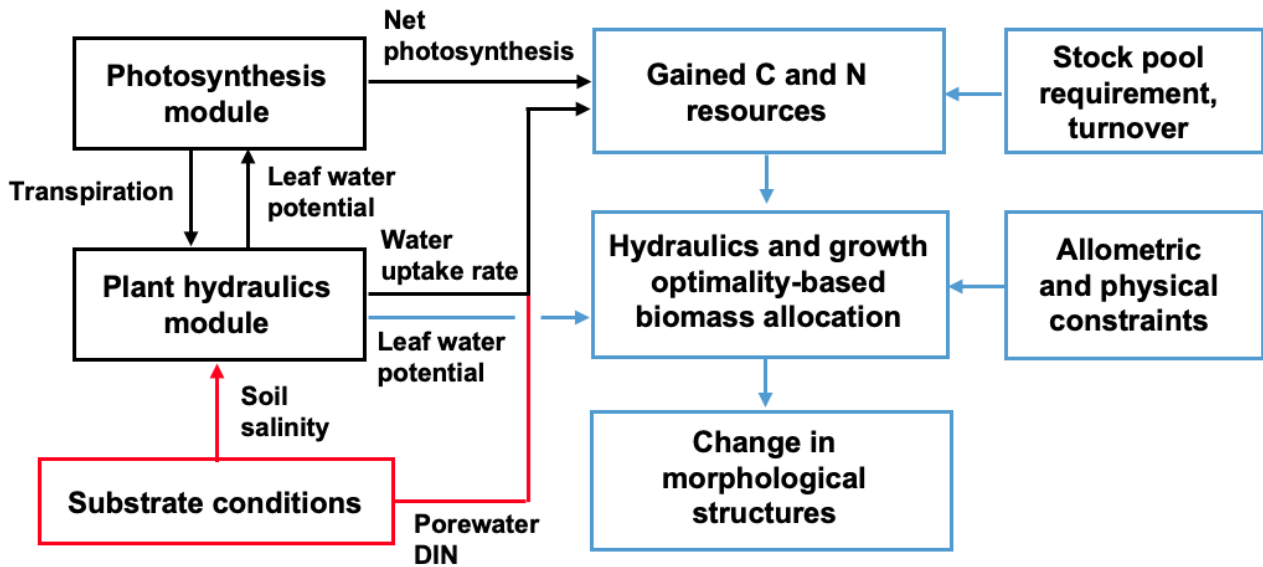 Net
photosynthesis
Photosynthesis
module
Gained C and N
resources
Stock pool
requirement,
turnover
Transpiration
Leaf water
potential
Water
uptake rate
Plant hydraulics
module
Hydraulics and growth
optimality-based
biomass allocation
Allometric
and physical
constraints
Leaf water
potential
Soil
salinity
Change in
morphological
structures
Substrate conditions
Porewater
DIN